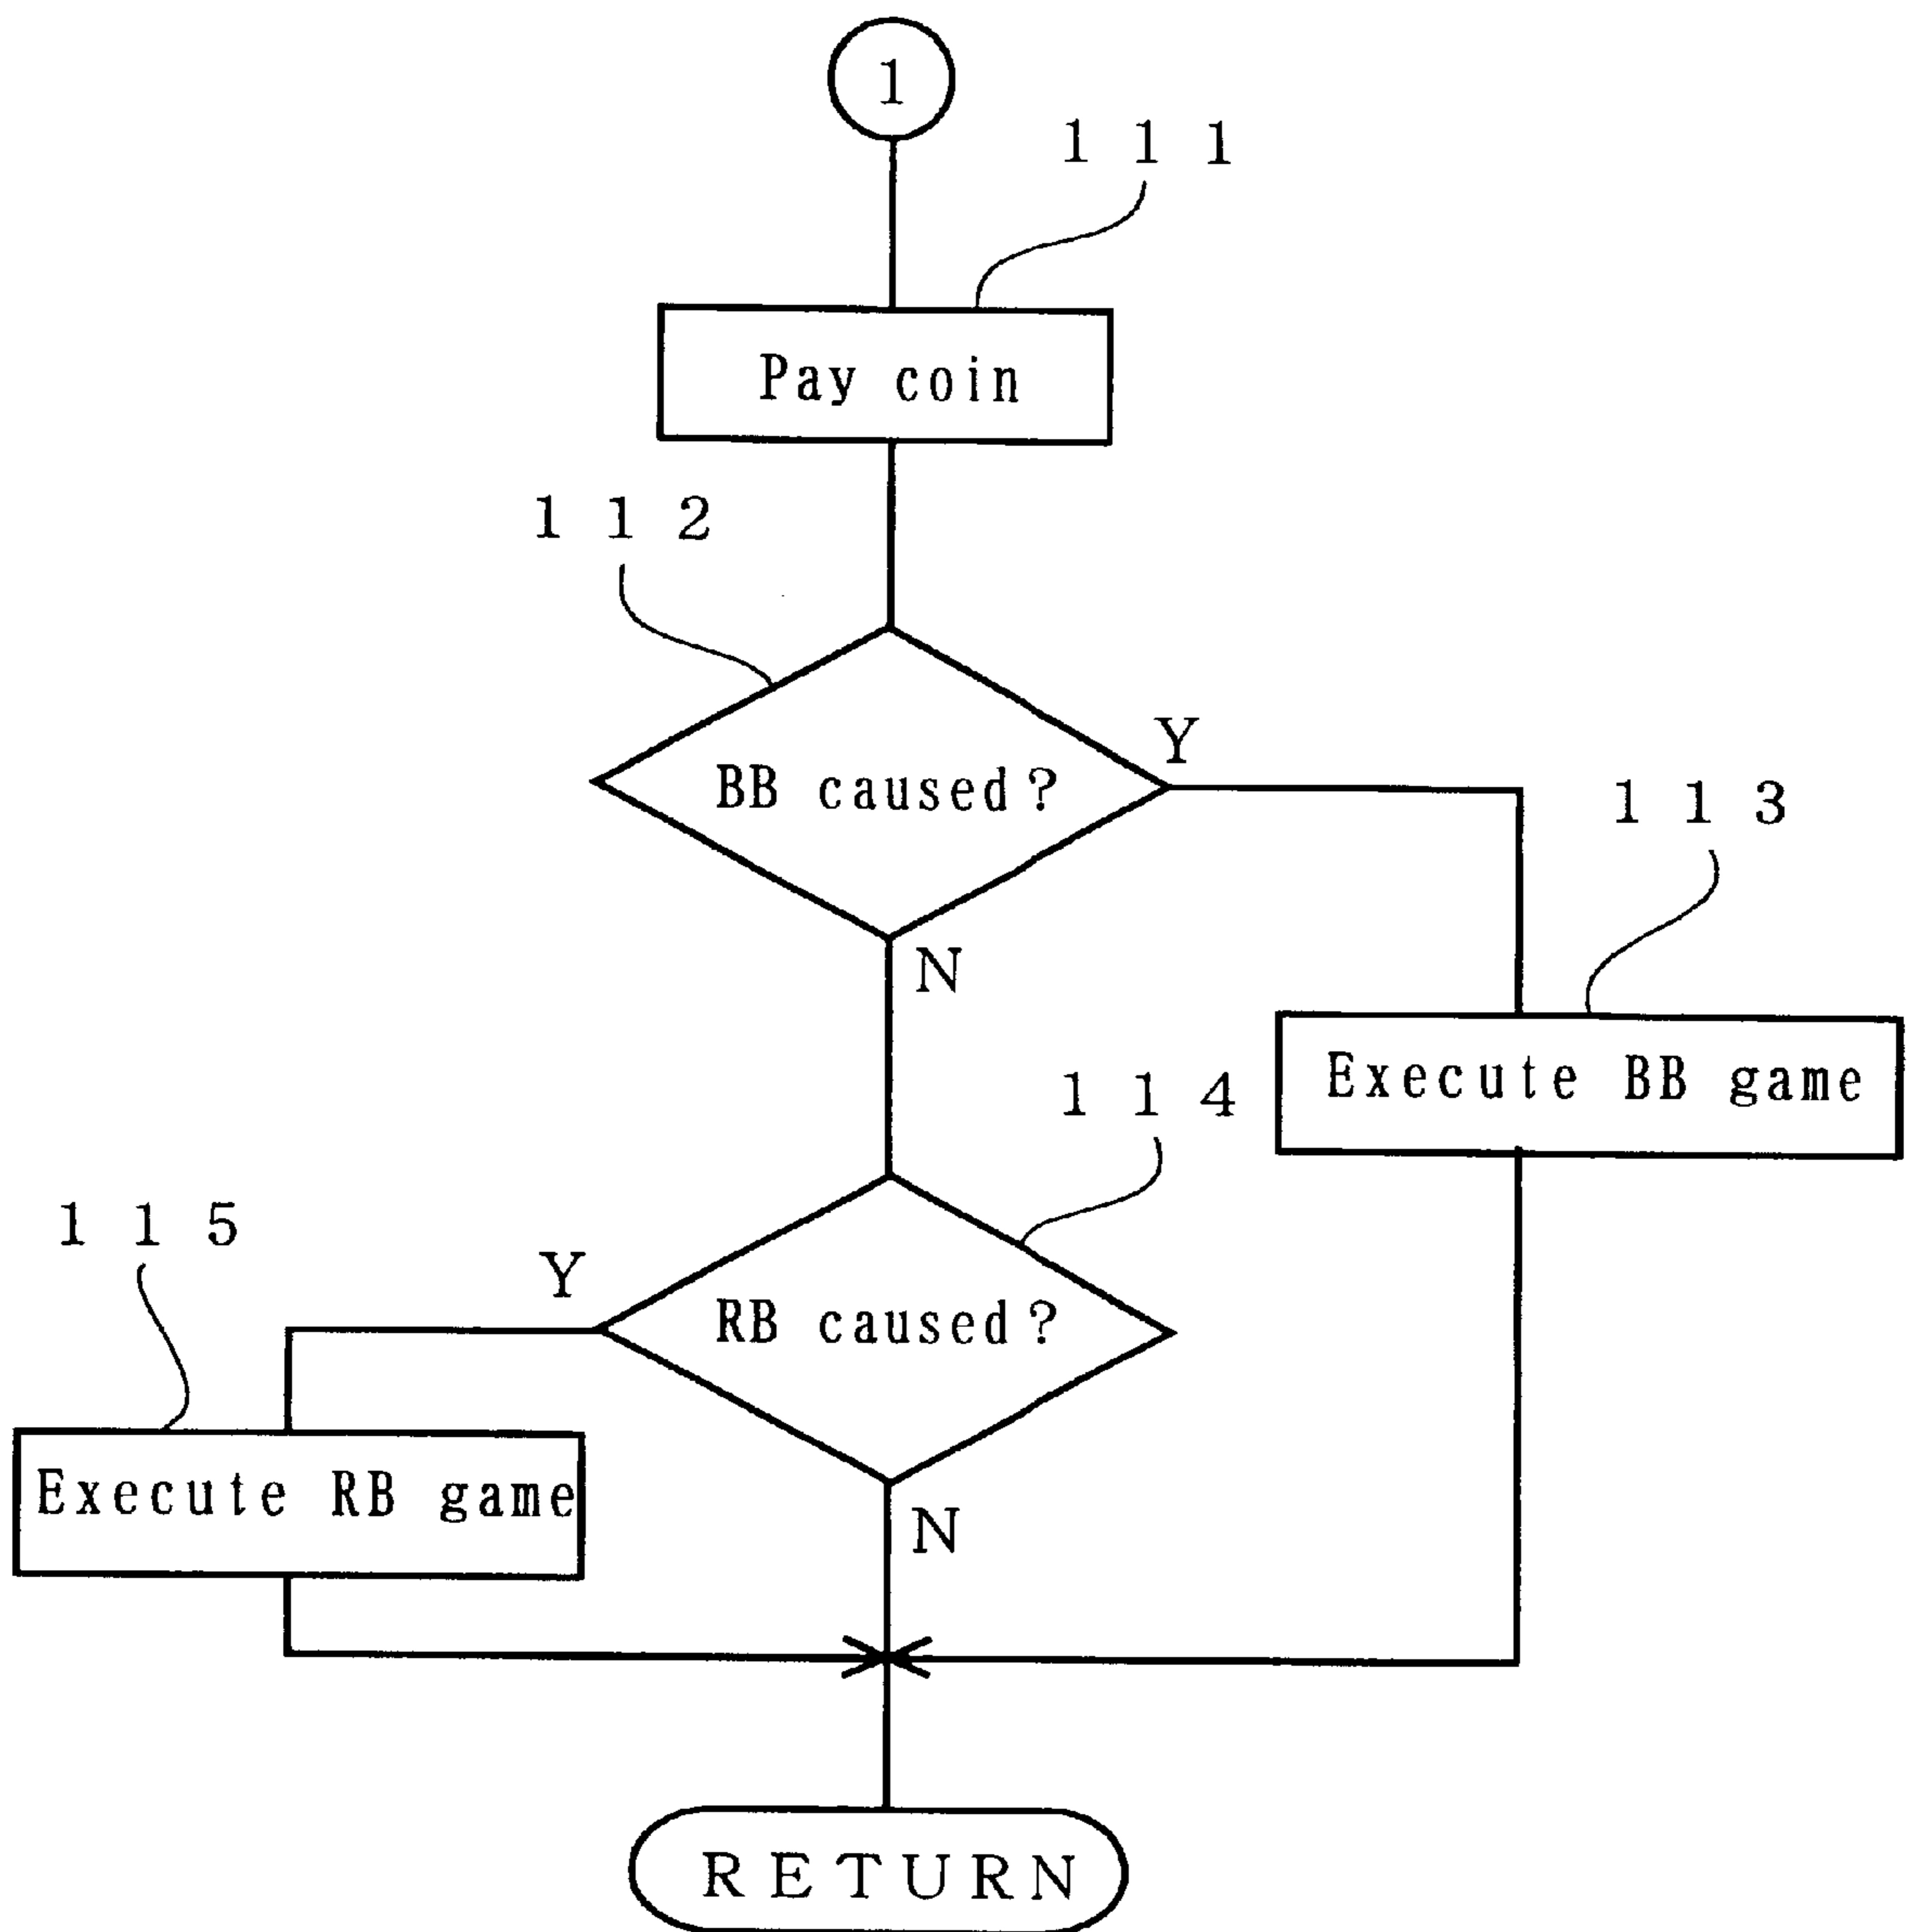 1
1 1 1
Pay coin
1 1 2
BB caused?
Y
N
1 1 3
Execute BB game
1 1 4
RB caused?
Y
N
1 1 5
Execute RB game
RETURN